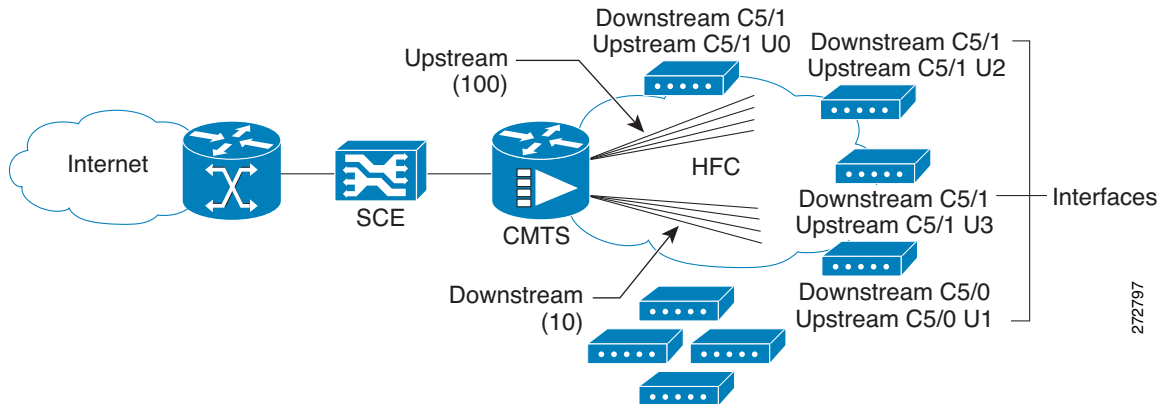 Downstream C5/1
Upstream C5/1 U0
Downstream C5/1
Upstream C5/1 U2
Upstream
(100)
Internet
HFC
SCE
CMTS
Downstream C5/1
Upstream C5/1 U3
Interfaces
Downstream
(10)
Downstream C5/0
Upstream C5/0 U1
272797